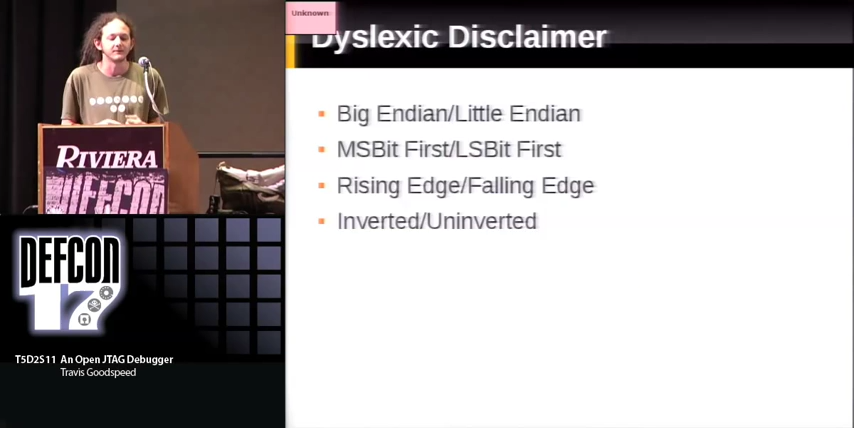 Unknown
Dyslexic Disclaimer
Big Endian/Little Endian
MSBit First/LSBit First
Rising Edge/Falling Edge
Inverted/Uninverted
RIVIERA
DEFCON
DEFCON
17
T5D2S11 An Open JTAG Debugger
Travis Goodspeed